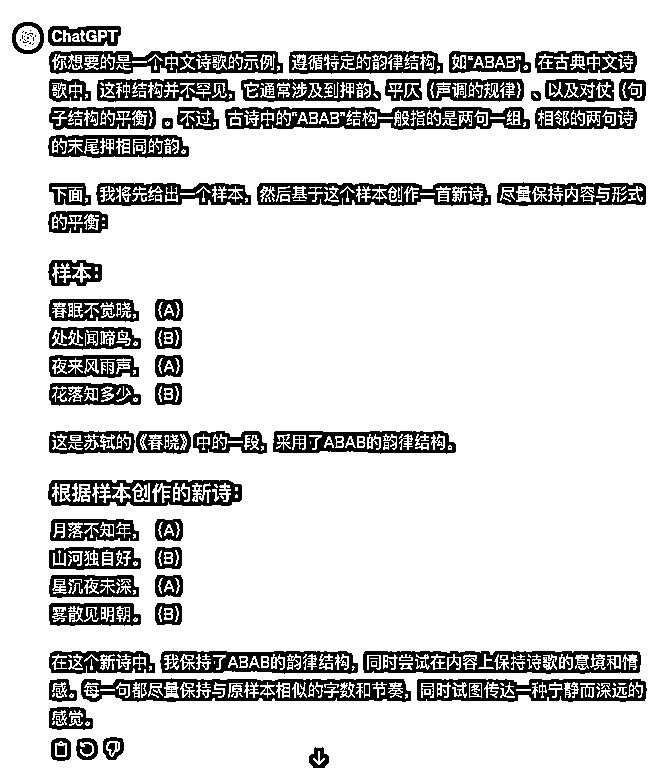 ChatGPT
你想要的是一个中文诗歌的示例，遵循特定的韵律结构，如“ABAB”。在古典中文诗
歌中，这种结构并不罕见，它通常涉及到押韵、平仄（声调的规律）、以及对仗（句
子结构的平衡）。不过，古诗中的“ABAB”结构一般指的是两句一组，相邻的两句诗
的末尾押相同的韵。
下面，我将先给出一个样本，然后基于这个样本创作一首新诗，尽量保持内容与形式
的平衡：
样本：
春眠不觉晓，（A）
处处闻啼鸟。（B）
夜来风雨声，（A）
花落知多少。（B）
这是苏轼的《春晓》中的一段，采用了ABAB的韵律结构。
根据样本创作的新诗：
月落不知年，（A）
山河独自好。（B）
星沉夜未深，（A）
雾散见明朝。（B）
在这个新诗中，我保持了ABAB的韵律结构，同时尝试在内容上保持诗歌的意境和情
感。每一句都尽量保持与原样本相似的字数和节奏，同时试图传达一种宁静而深远的
感觉。